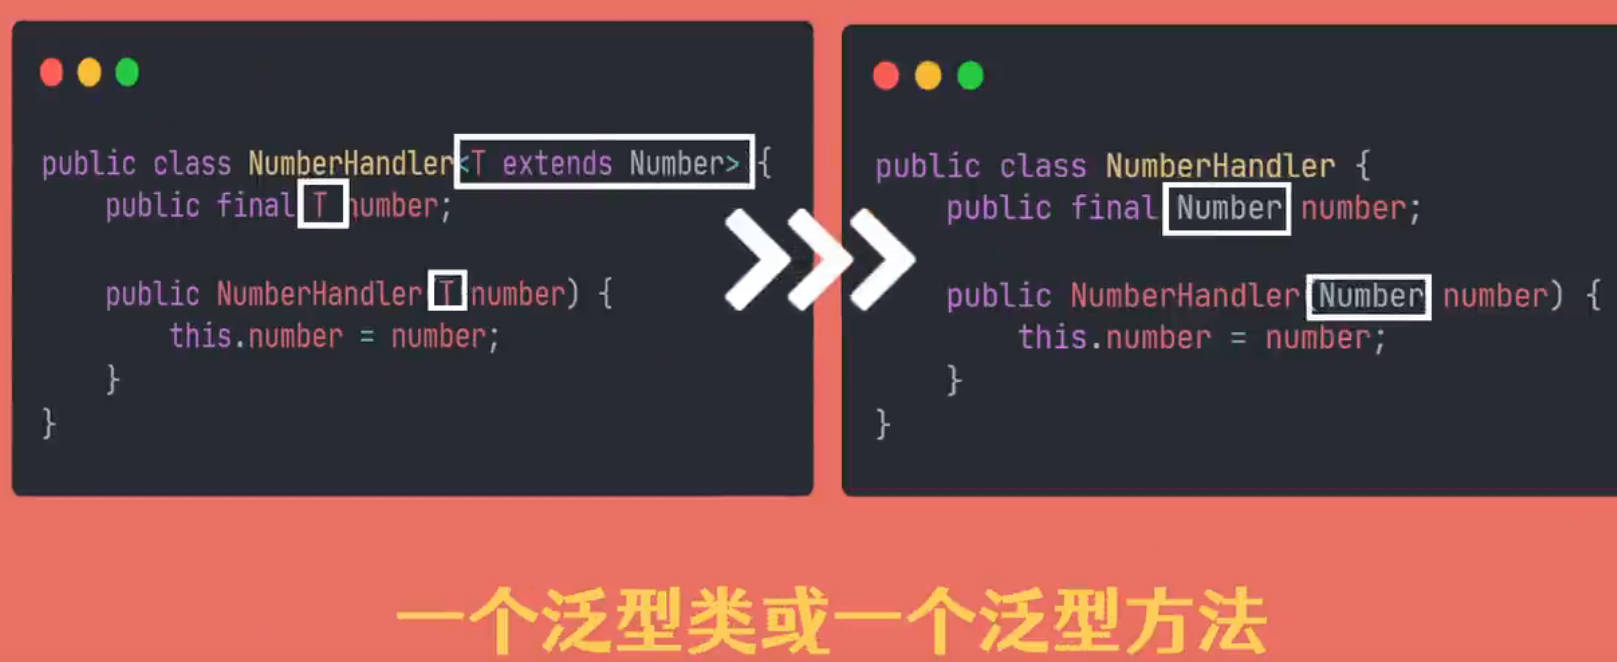 public class NumberHandler<T extends Number> {
public final T number;
public NumberHandler(T number) {
this.number = number;
}
}
public class NumberHandler {
public final Number number;
public NumberHandler(Number number) {
this.number = number;
}
}
一个泛型类或一个泛型方法